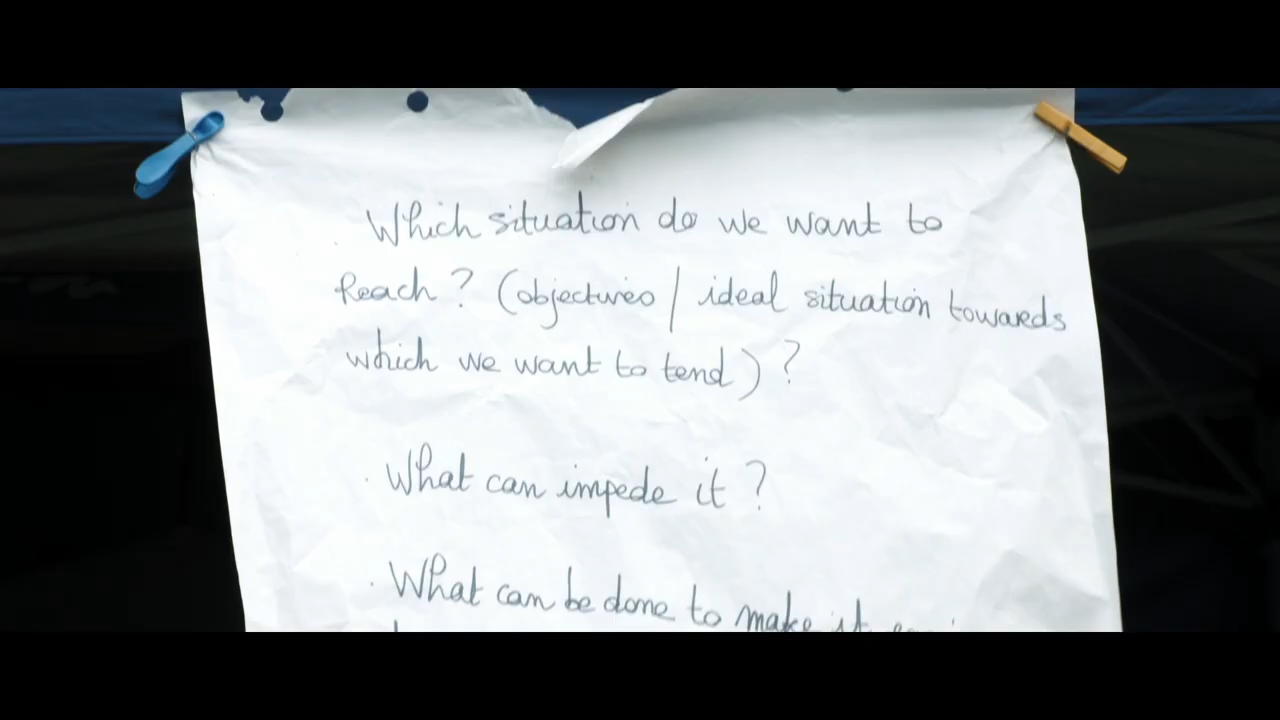 . Which situation do we want to
Reach ? (objectives / ideal situation towards
which we want to tend) ?
. What can impede it ?
. What can be done to make it